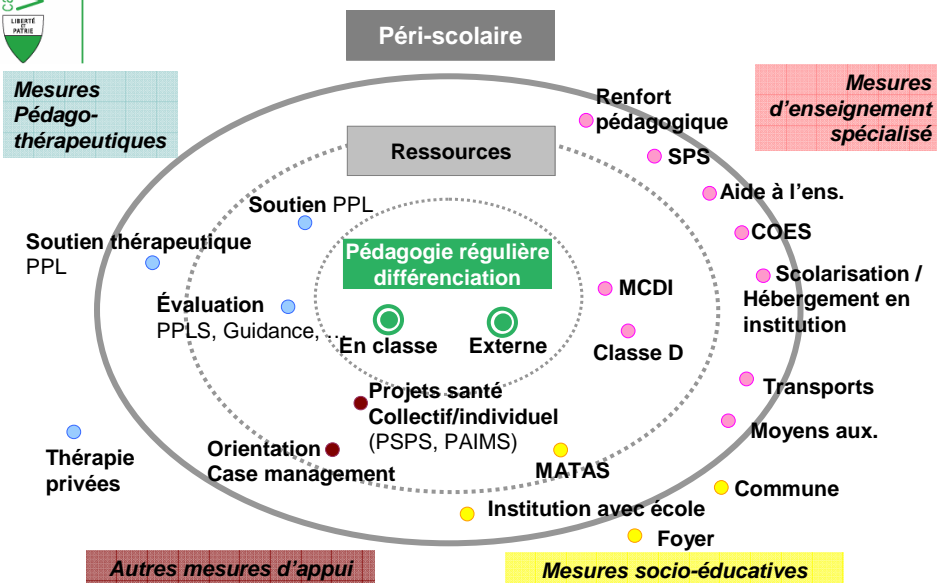 LIBERTÉ
ET
PATRIE
Péri-scolaire
Mesures
Pédago-
thérapeutiques
Mesures
d'enseignement
spécialisé
Renfort
pédagogique
Ressources
SPS
Aide à l'ens.
Soutien PPL
COES
Soutien thérapeutique
PPL
Pédagogie régulière
différenciation
Scolarisation /
Hébergement en
institution
MCDI
Évaluation
PPLS, Guidance, ...
En classe
Externe
Classe D
Projets santé
Collectif/individuel
(PSPS, PAIMS)
Transports
Moyens aux.
Thérapie
privées
Orientation
Case management
MATAS
Commune
Institution avec école
Foyer
Autres mesures d'appui
Mesures socio-éducatives